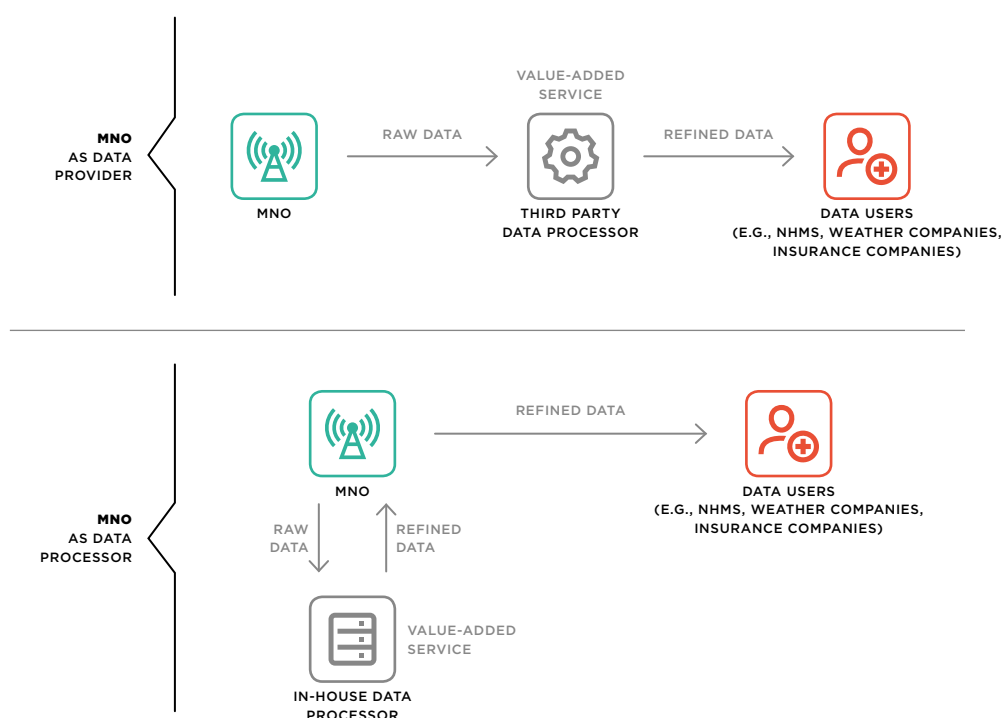 VALUE-ADDED
SERVICE
MNO
AS DATA
PROVIDER
RAW DATA
REFINED DATA
MNO
THIRD PARTY
DATA PROCESSOR
DATA USERS
(E.G., NHMS, WEATHER COMPANIES,
INSURANCE COMPANIES)
REFINED DATA
MNO
DATA USERS
(E.G., NHMS, WEATHER COMPANIES,
INSURANCE COMPANIES)
MNO
AS DATA
PROCESSOR
RAW
DATA
REFINED
DATA
VALUE-ADDED
SERVICE
IN-HOUSE DATA
PROCESSOR